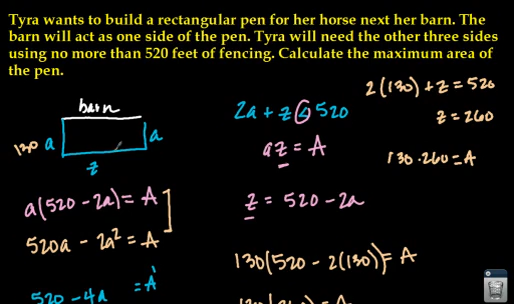 Tyra wants to build a rectangular pen for her horse next her barn. The
barn will act as one side of the pen. Tyra will need the other three sides
using no more than 520 feet of fencing. Calculate the maximum area of
the pen.
2(130) + z = 520
barn
2a + z ≤ 520
z = 260
130 a
a
az = A
130 · 260 = A
z
a(520 - 2a) = A
z = 520 - 2a
520a - 2a² = A
130(520 - 2(130)) = A
520 - 4a = A'